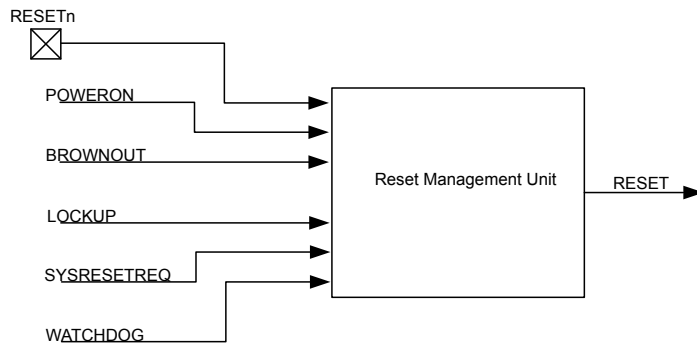 RESETn
POWERON
BROWNOUT
LOCKUP
SYSRESETREQ
WATCHDOG
Reset Management Unit
RESET